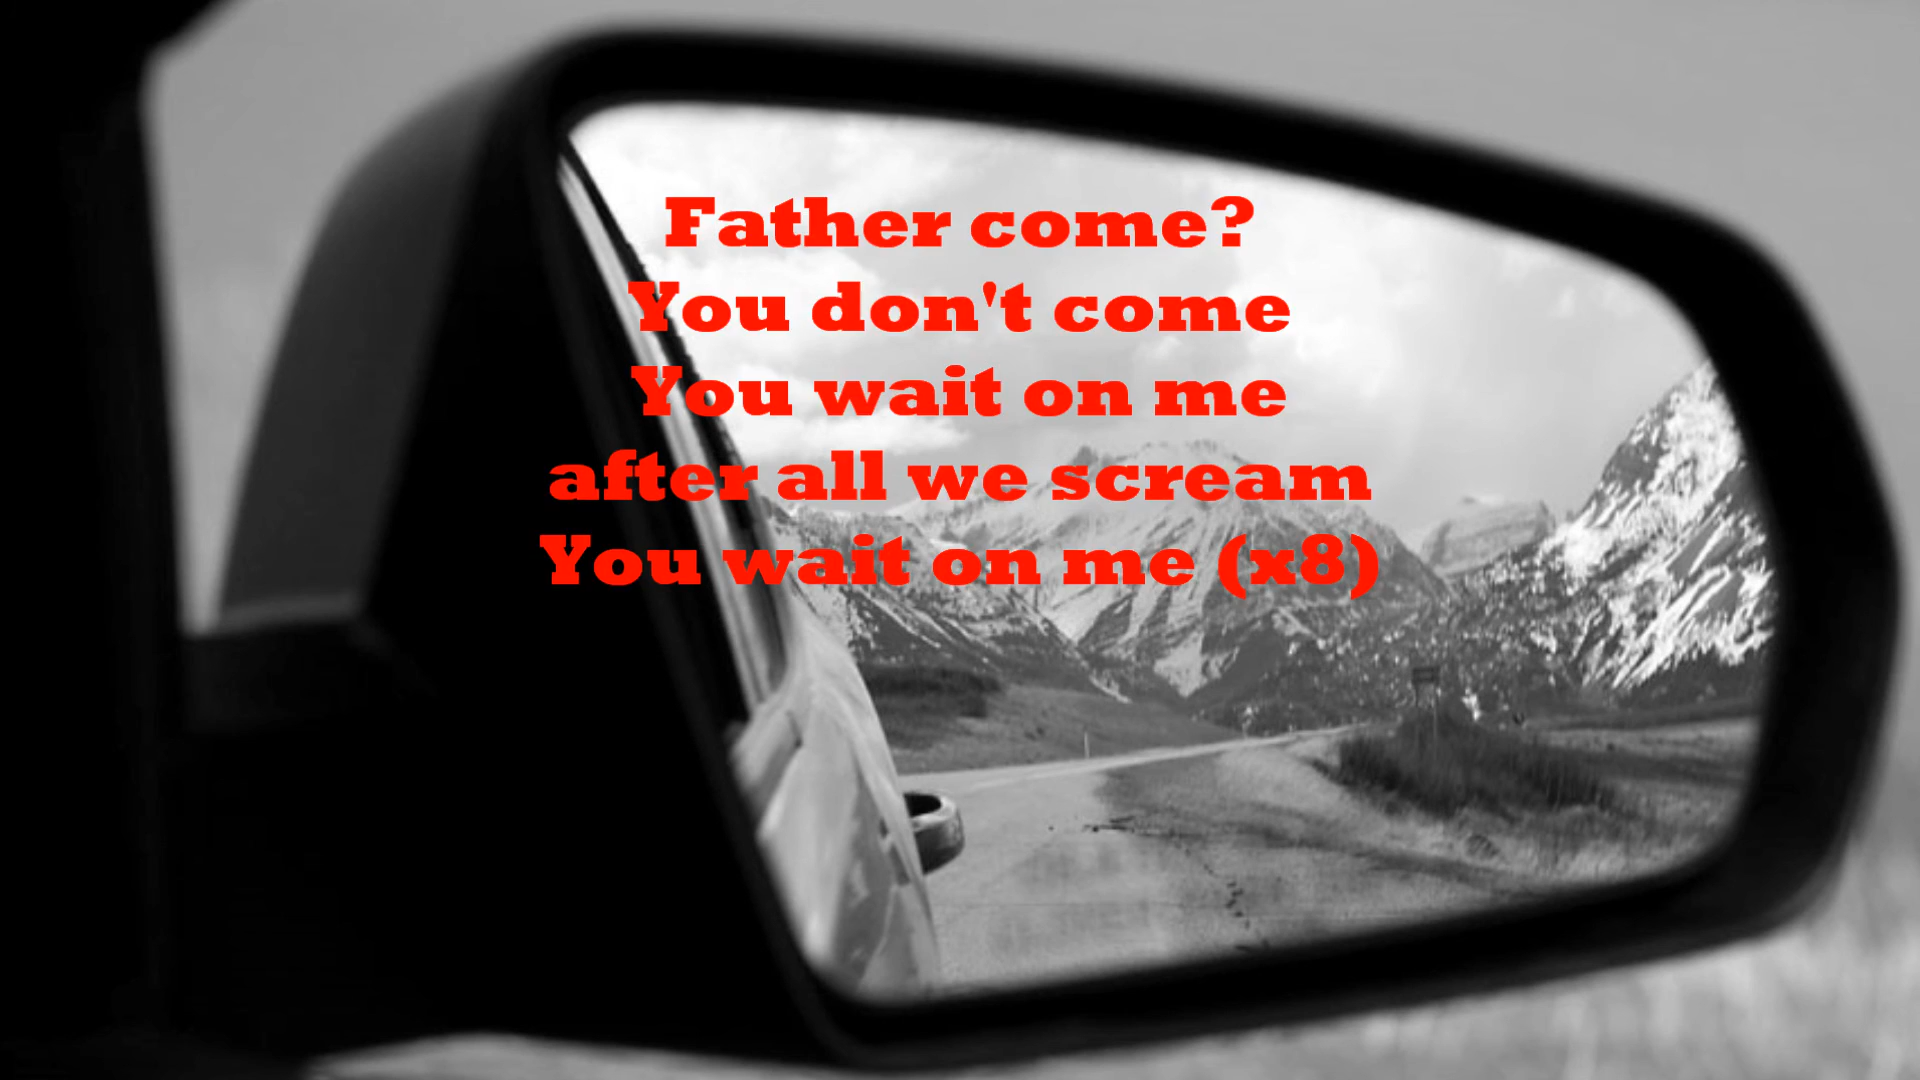 Father come?
You don't come
You wait on me
after all we scream
You wait on me (x8)